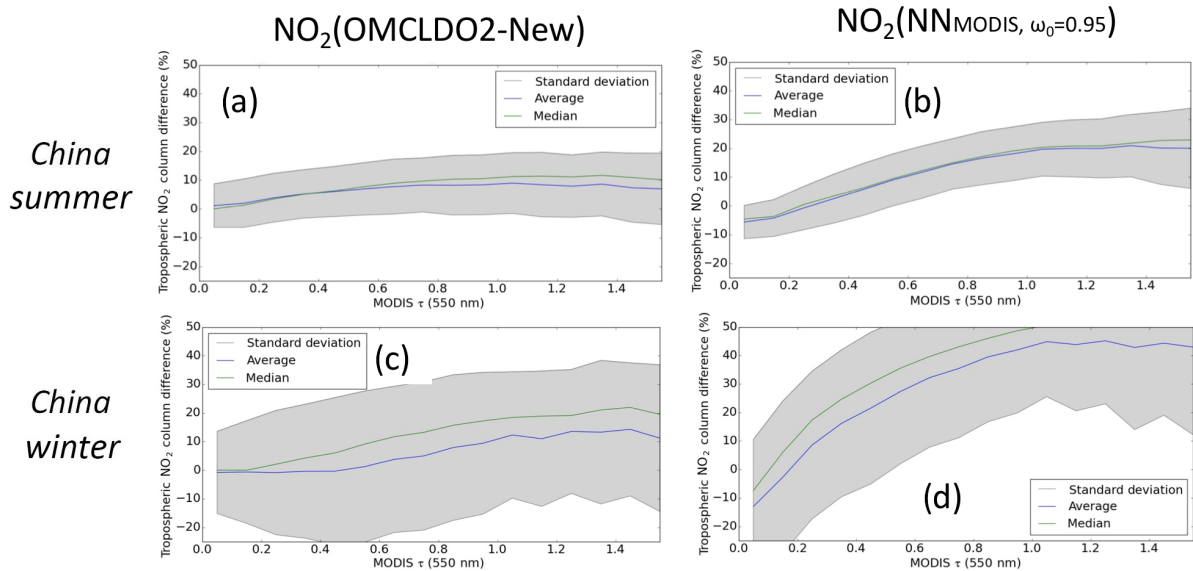 NO₂(OMCLDO2-New)
NO₂(NNMODIS, ω₀=0.95)
China
summer
(a)
Standard deviation
Average
Median
Tropospheric NO₂ column difference (%)
50
40
30
20
10
0
−10
−20
0.0 0.2 0.4 0.6 0.8 1.0 1.2 1.4
MODIS τ (550 nm)
(b)
Standard deviation
Average
Median
Tropospheric NO₂ column difference (%)
50
40
30
20
10
0
−10
−20
0.0 0.2 0.4 0.6 0.8 1.0 1.2 1.4
MODIS τ (550 nm)
China
winter
(c)
Standard deviation
Average
Median
Tropospheric NO₂ column difference (%)
50
40
30
20
10
0
−10
−20
0.0 0.2 0.4 0.6 0.8 1.0 1.2 1.4
MODIS τ (550 nm)
(d)
Standard deviation
Average
Median
Tropospheric NO₂ column difference (%)
50
40
30
20
10
0
−10
−20
0.0 0.2 0.4 0.6 0.8 1.0 1.2 1.4
MODIS τ (550 nm)